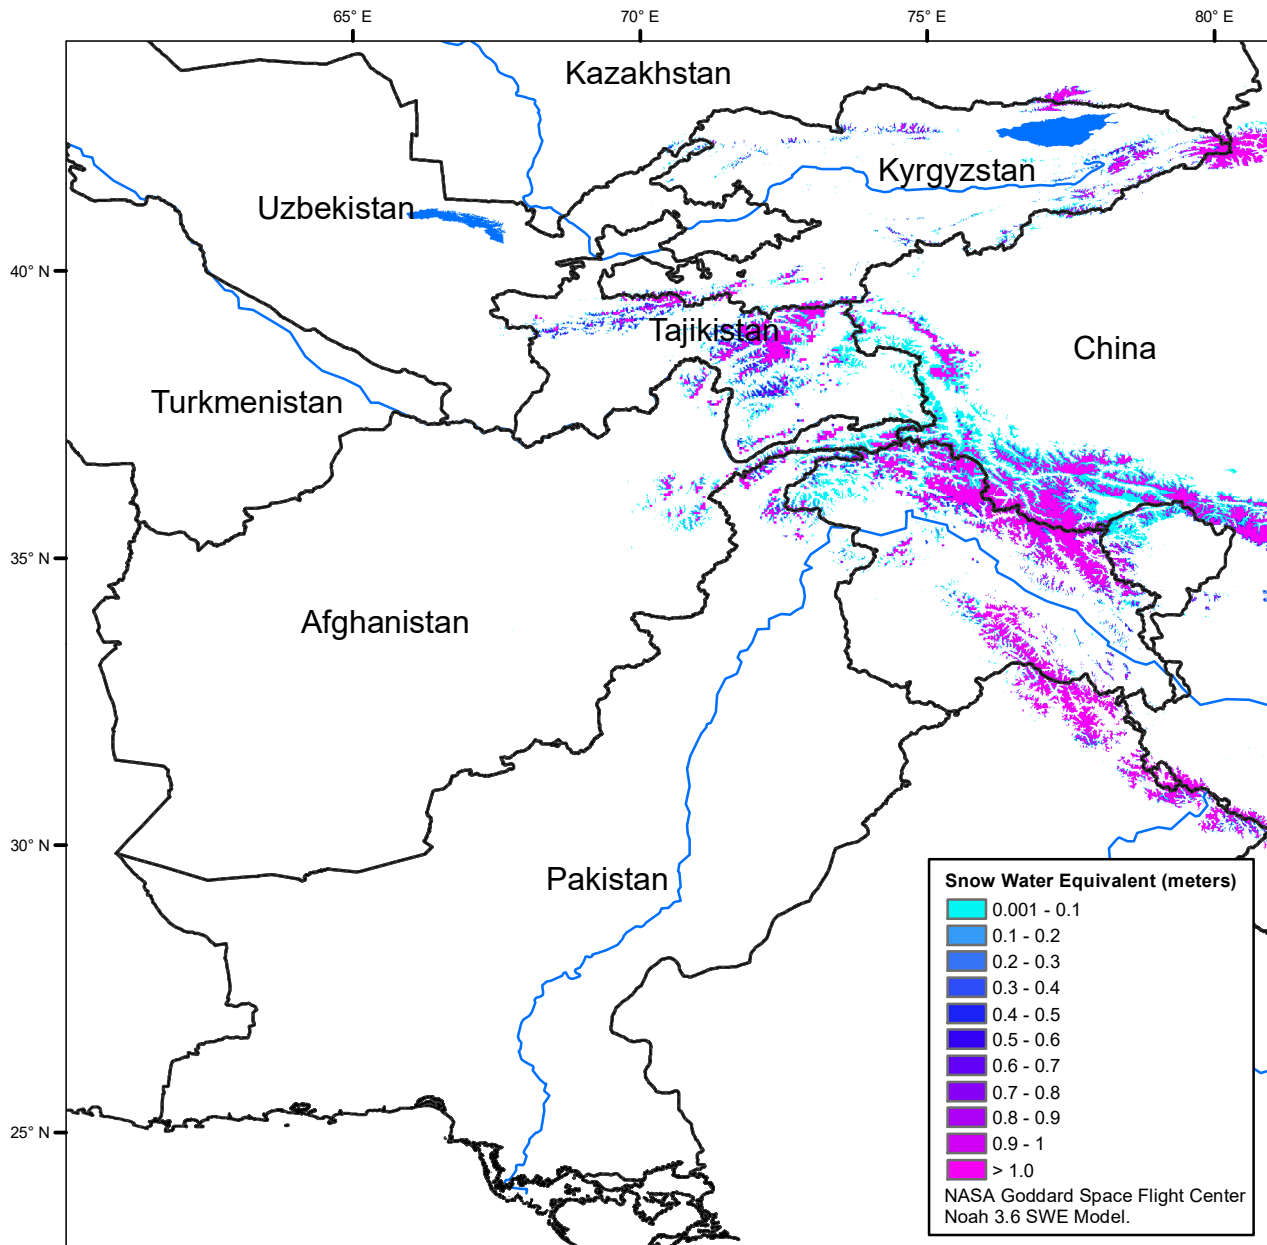 65° E
70° E
75° E
80° E
Kazakhstan
Kyrgyzstan
Uzbekistan
40° N
Tajikistan
China
Turkmenistan
35° N
Afghanistan
30° N
Pakistan
25° N
Snow Water Equivalent (meters)
0.001 - 0.1
0.1 - 0.2
0.2 - 0.3
0.3 - 0.4
0.4 - 0.5
0.5 - 0.6
0.6 - 0.7
0.7 - 0.8
0.8 - 0.9
0.9 - 1
> 1.0
NASA Goddard Space Flight Center
Noah 3.6 SWE Model.